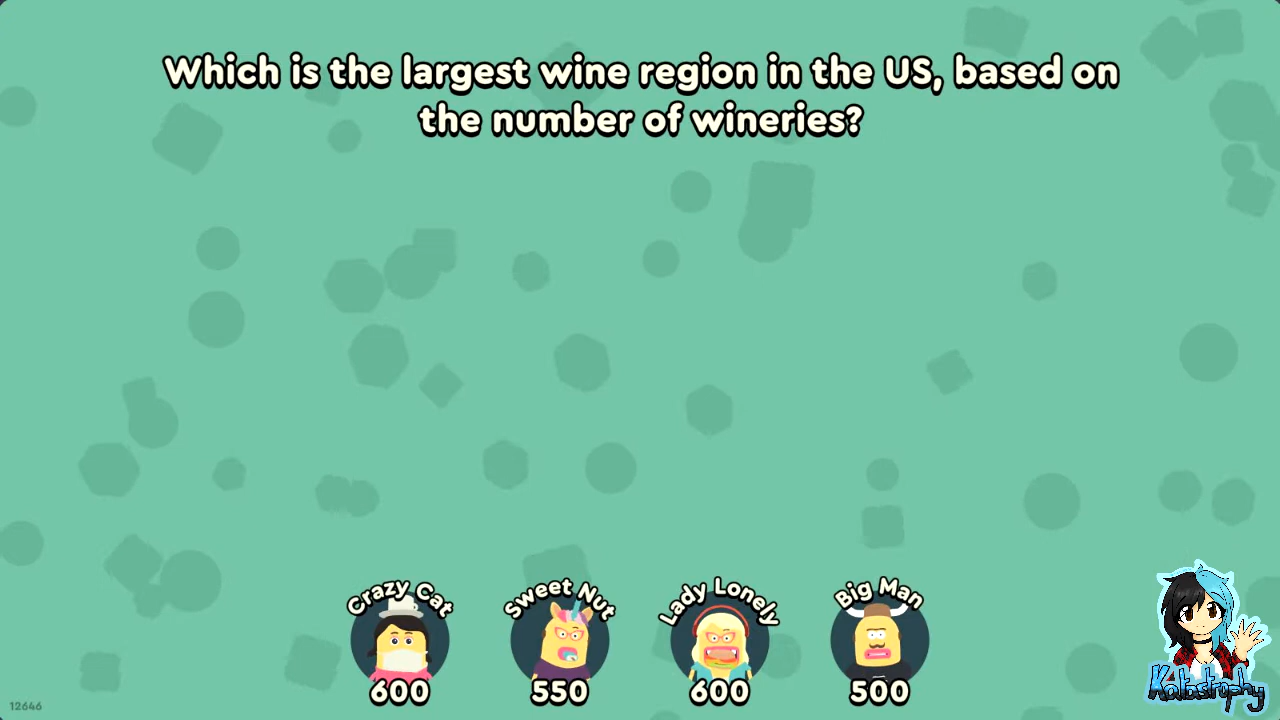 Which is the largest wine region in the US, based on
the number of wineries?
Crazy Cat
Sweet Nut
Lady Lonely
Big Man
600
550
600
500
12646
Kolastrophy